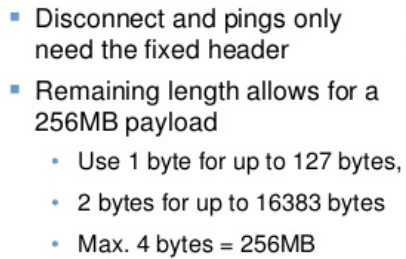 ▪ Disconnect and pings only
need the fixed header
▪ Remaining length allows for a
256MB payload
• Use 1 byte for up to 127 bytes,
• 2 bytes for up to 16383 bytes
• Max. 4 bytes = 256MB